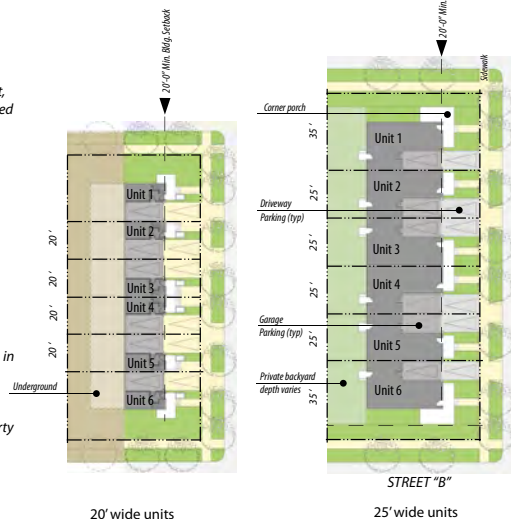 t,
ed
in
rty
20'-0" Min. Bldg. Setback
Unit 1
Unit 2
Unit 3
Unit 4
Unit 5
Unit 6
20 '
20 '
20 '
20 '
Underground
20' wide units
20'-0" Min.
Sidewalk
Corner porch
Driveway
Parking (typ)
Garage
Parking (typ)
Private backyard
depth varies
35 '
25 '
25 '
25 '
25 '
35 '
Unit 1
Unit 2
Unit 3
Unit 4
Unit 5
Unit 6
STREET "B"
25' wide units